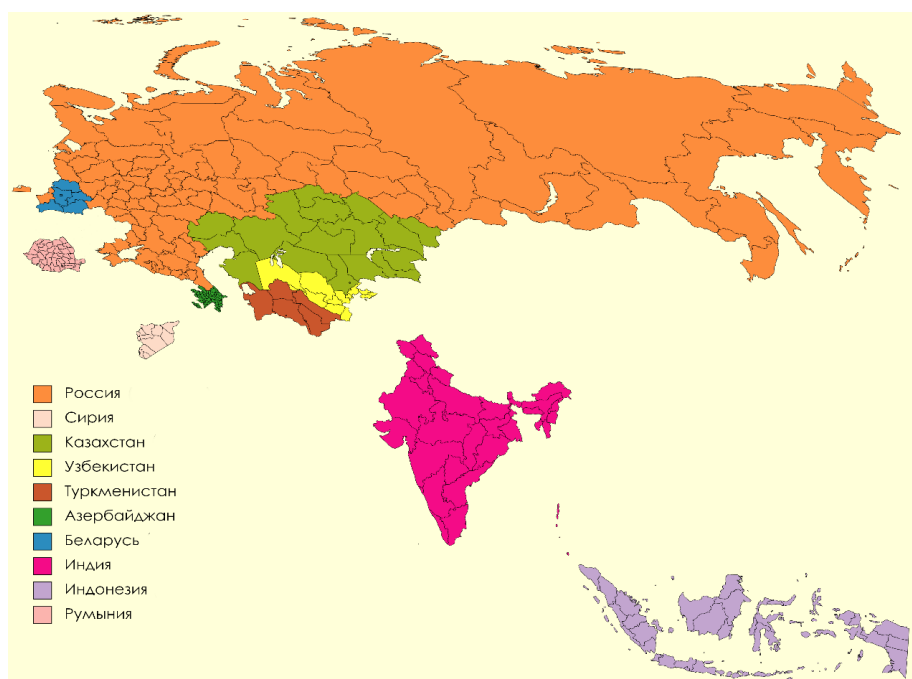 Россия
Сирия
Казахстан
Узбекистан
Туркменистан
Азербайджан
Беларусь
Индия
Индонезия
Румыния